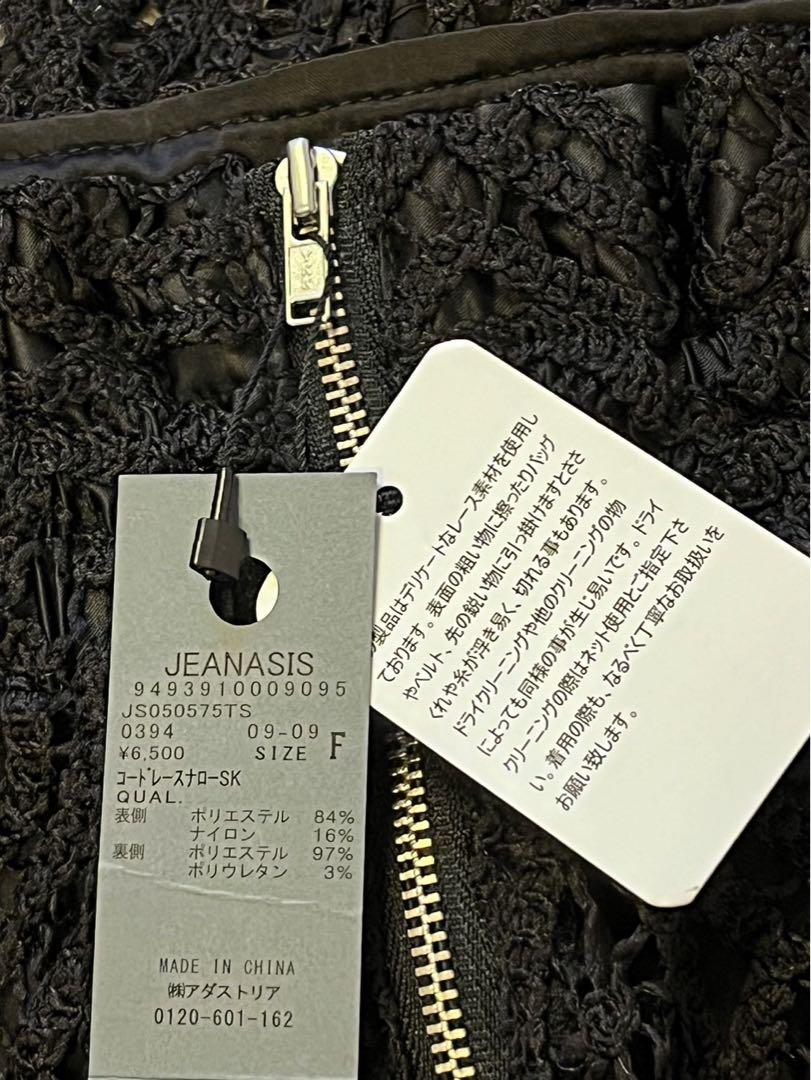 YKK
JEANASIS
9493910009095
JS050575TS
0394 09-09
¥6,500 SIZE F
コードレースナローSK
QUAL.
表側 ポリエステル 84%
ナイロン 16%
裏側 ポリエステル 97%
ポリウレタン 3%
MADE IN CHINA
㈱アダストリア
0120-601-162
製品はデリケートなレース素材を使用し
ております。表面の粗い物に擦ったりバッグ
やベルト、先の鋭い物に引っ掛けますとささ
くれや糸が浮き易く、切れる事もあります。
ドライクリーニングや他のクリーニングの物
によっても同様の事が生じ易いです。ドライ
クリーニングの際はネット使用とご指定下さ
い。着用の際も、なるべく丁寧なお取扱いを
お願い致します。